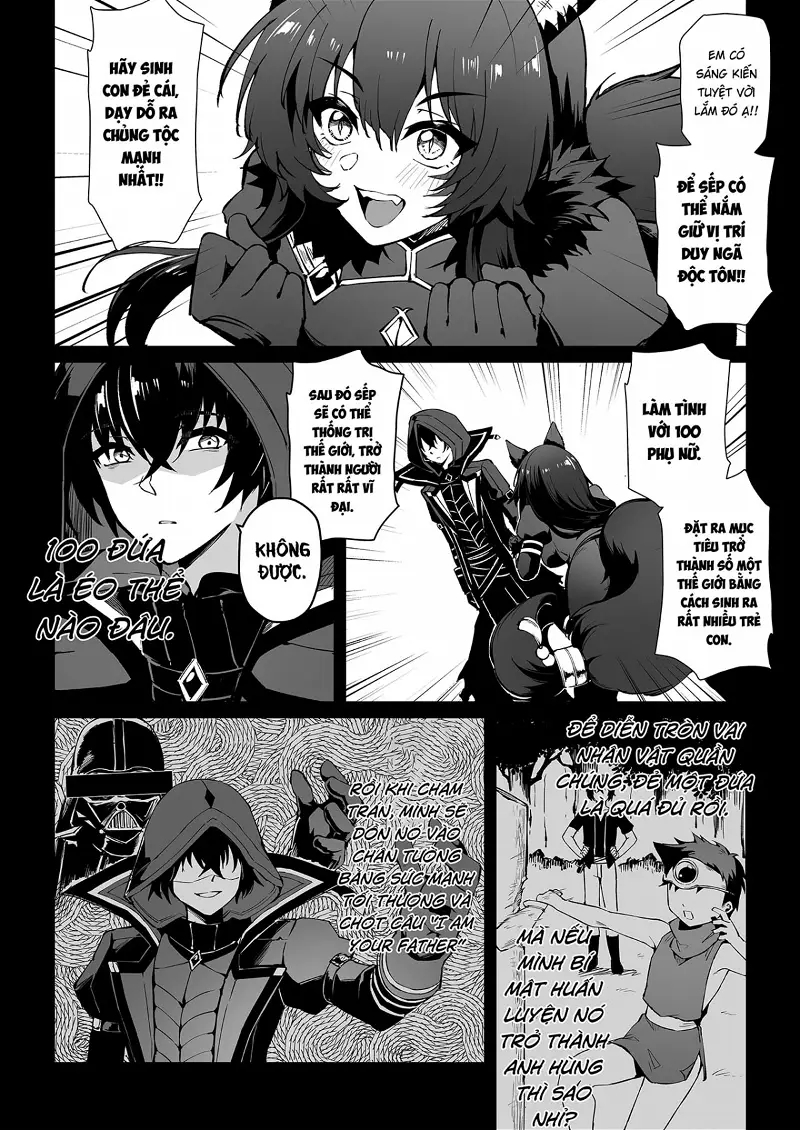 EM CÓ
SÁNG KIẾN
TUYỆT VỜI
LẮM ĐÓ Ạ!!
ĐỂ SẾP CÓ
THỂ NẮM
GIỮ VỊ TRÍ
DUY NGÃ
ĐỘC TÔN!!
HÃY SINH
CON ĐẺ CÁI,
DẠY DỖ RA
CHỦNG TỘC
MẠNH
NHẤT!!
LÀM TÌNH
VỚI 100
PHỤ NỮ.
ĐẶT RA MỤC
TIÊU TRỞ
THÀNH SỐ MỘT
THẾ GIỚI BẰNG
CÁCH SINH RA
RẤT NHIỀU TRẺ
CON.
SAU ĐÓ SẾP
SẼ CÓ THỂ
THỐNG TRỊ
THẾ GIỚI, TRỞ
THÀNH NGƯỜI
RẤT RẤT VĨ
ĐẠI.
KHÔNG
ĐƯỢC.
100 ĐỨA
LÀ ÉO THỂ
NÀO ĐÂU.
ĐỂ DIỄN TRÒN VAI
NHÂN VẬT QUẦN
CHÚNG, ĐẺ MỘT ĐỨA
LÀ QUÁ ĐỦ RỒI.
MÀ NẾU
MÌNH BÍ
MẬT HUẤN
LUYỆN NÓ
TRỞ THÀNH
ANH HÙNG
THÌ SAO
NHỈ?
RỒI KHI CHẠM
TRÁN, MÌNH SẼ
DỒN NÓ VÀO
CHÂN TƯỜNG
BẰNG SỨC MẠNH
TỐI THƯỢNG VÀ
CHỐT CÂU "I AM
YOUR FATHER"